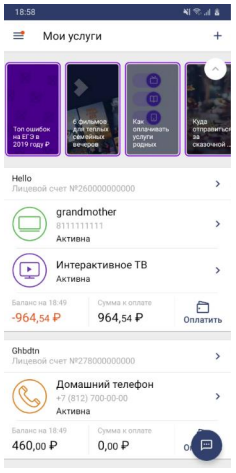 18:58
Мои услуги
Топ ошибок
на ЕГЭ в
2019 году ₽
6 фильмов
для теплых
семейных
вечеров
Как
оплачивать
услуги
родных
Куда
отправиться
за
сказочной ...
Hello
Лицевой счет №260000000000
grandmother
8111111111
Активна
Интерактивное ТВ
Активна
Баланс на 18:49
-964,54 ₽
Сумма к оплате
964,54 ₽
Оплатить
Ghbdtn
Лицевой счет №278000000000
Домашний телефон
+7 (812) 700-00-00
Активна
Баланс на 18:49
460,00 ₽
Сумма к оплате
0,00 ₽